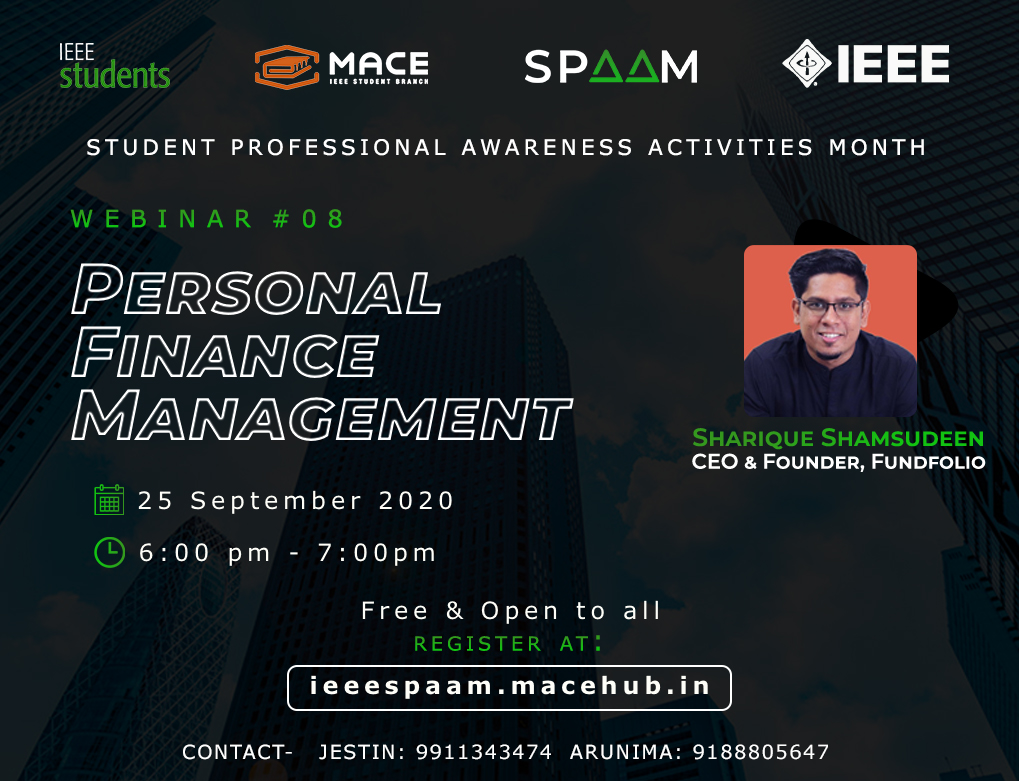 IEEE
students
MACE
IEEE STUDENT BRANCH
SPAAM
IEEE
STUDENT PROFESSIONAL AWARENESS ACTIVITIES MONTH
WEBINAR #08
PERSONAL
FINANCE
MANAGEMENT
SHARIQUE SHAMSUDEEN
CEO & FOUNDER, FUNDFOLIO
25 September 2020
6:00 pm - 7:00pm
Free & Open to all
REGISTER AT:
ieeespaam.macehub.in
CONTACT- JESTIN: 9911343474 ARUNIMA: 9188805647